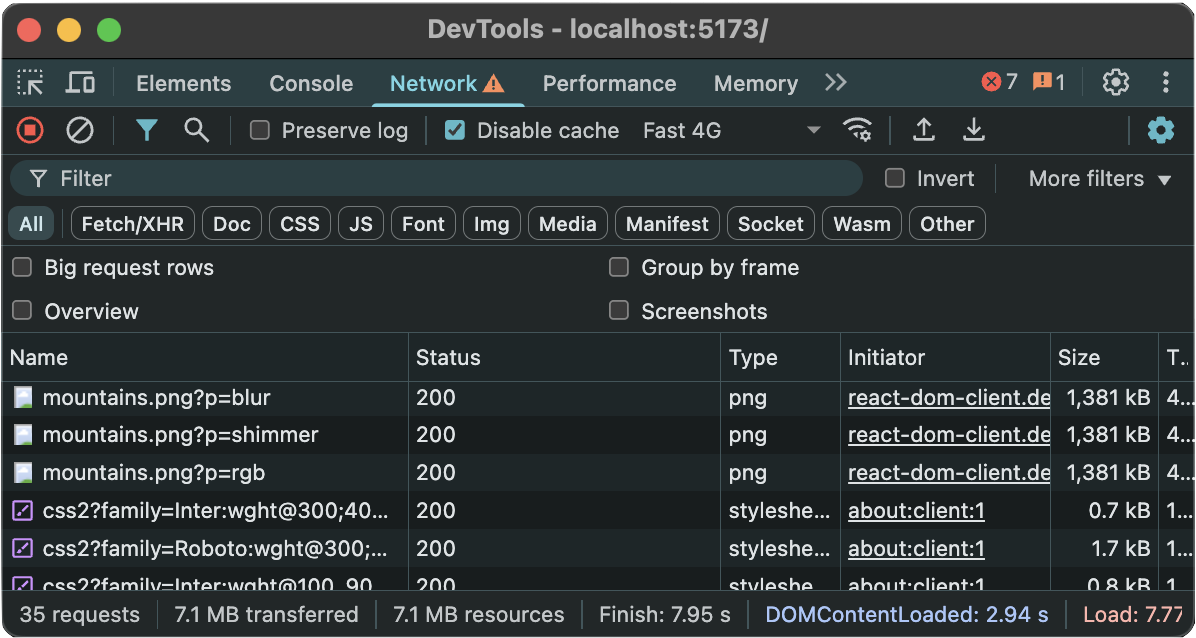 DevTools - localhost:5173/
Elements Console Network Performance Memory 7 1
Preserve log Disable cache Fast 4G
Filter Invert More filters
All Fetch/XHR Doc CSS JS Font Img Media Manifest Socket Wasm Other
Big request rows Group by frame
Overview Screenshots
Name Status Type Initiator Size T..
mountains.png?p=blur 200 png react-dom-client.de 1,381 kB 4...
mountains.png?p=shimmer 200 png react-dom-client.de 1,381 kB 4...
mountains.png?p=rgb 200 png react-dom-client.de 1,381 kB 4...
css2?family=Inter:wght@300;40... 200 styleshe... about:client:1 0.7 kB 1...
css2?family=Roboto:wght@300;... 200 styleshe... about:client:1 1.7 kB 1...
css2?family=Inter:wght@100..90... 200 styleshe... about:client:1 0.8 kB 1...
35 requests 7.1 MB transferred 7.1 MB resources Finish: 7.95 s DOMContentLoaded: 2.94 s Load: 7.77